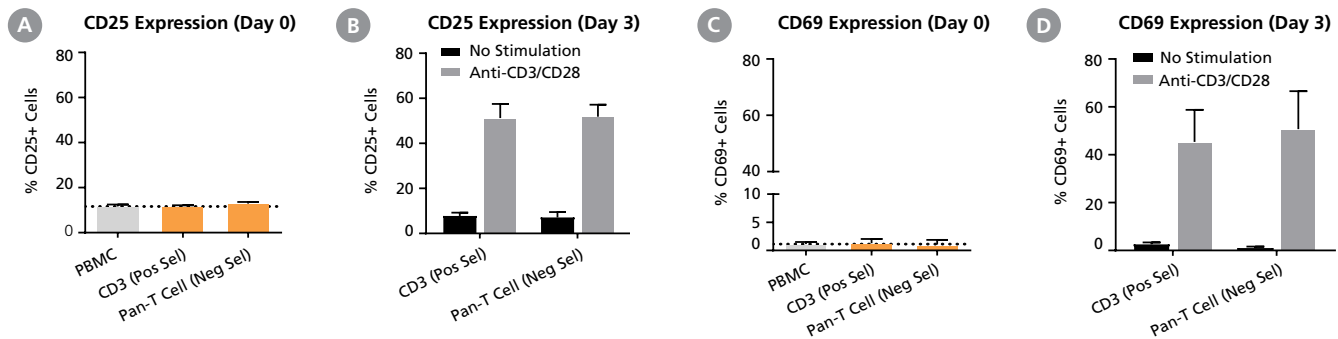 A
CD25 Expression (Day 0)
% CD25+ Cells
80
60
40
20
0
PBMC
CD3 (Pos Sel)
Pan-T Cell (Neg Sel)
B
CD25 Expression (Day 3)
No Stimulation
Anti-CD3/CD28
% CD25+ Cells
80
60
40
20
0
CD3 (Pos Sel)
Pan-T Cell (Neg Sel)
C
CD69 Expression (Day 0)
% CD69+ Cells
80
60
40
10
5
1
0
PBMC
CD3 (Pos Sel)
Pan-T Cell (Neg Sel)
D
CD69 Expression (Day 3)
No Stimulation
Anti-CD3/CD28
% CD69+ Cells
80
60
40
20
0
CD3 (Pos Sel)
Pan-T Cell (Neg Sel)